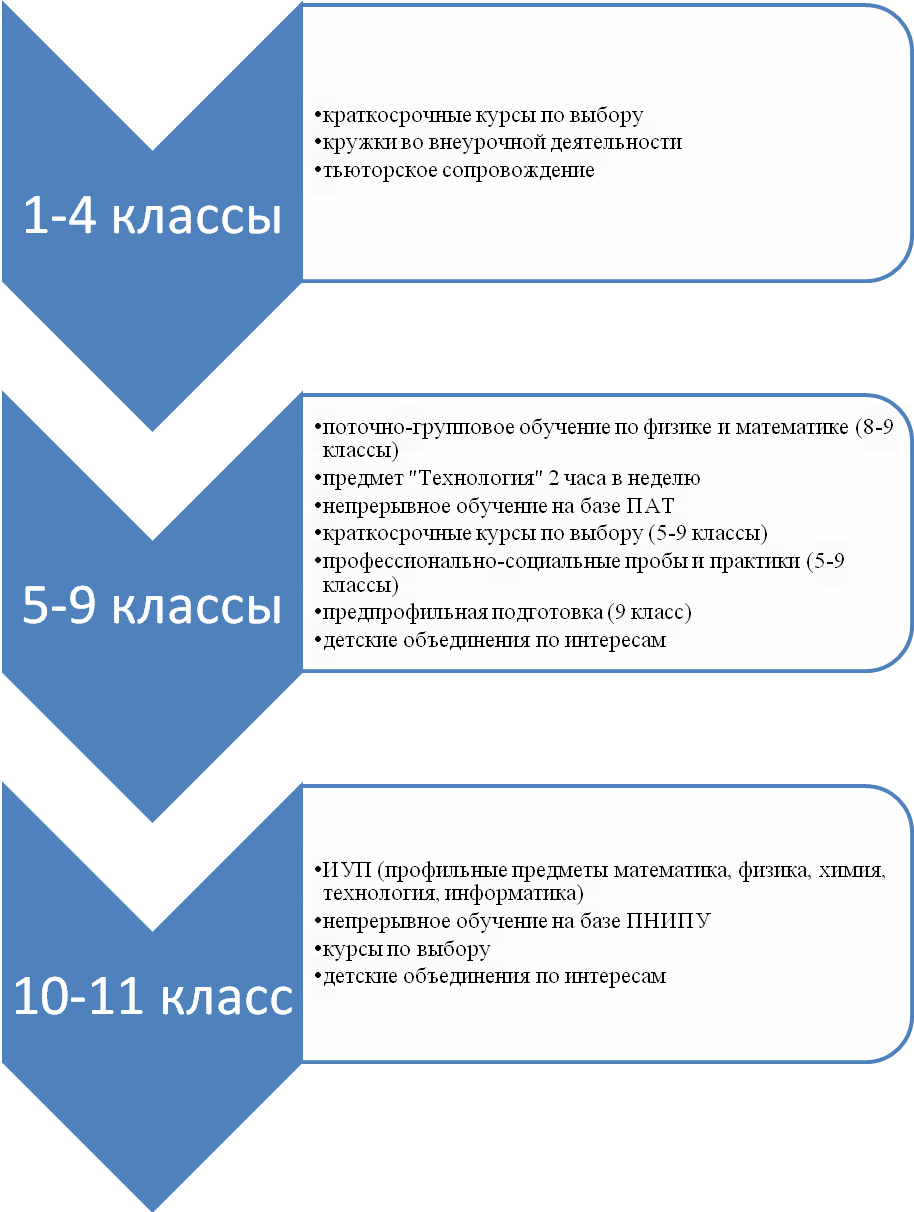 1-4 классы
•краткосрочные курсы по выбору
•кружки во внеурочной деятельности
•тьюторское сопровождение
5-9 классы
•поточно-групповое обучение по физике и математике (8-9
классы)
•предмет "Технология" 2 часа в неделю
•непрерывное обучение на базе ПАТ
•краткосрочные курсы по выбору (5-9 классы)
•профессионально-социальные пробы и практики (5-9
классы)
•предпрофильная подготовка (9 класс)
•детские объединения по интересам
10-11 класс
•ИУП (профильные предметы математика, физика, химия,
технология, информатика)
•непрерывное обучение на базе ПНИПУ
•курсы по выбору
•детские объединения по интересам